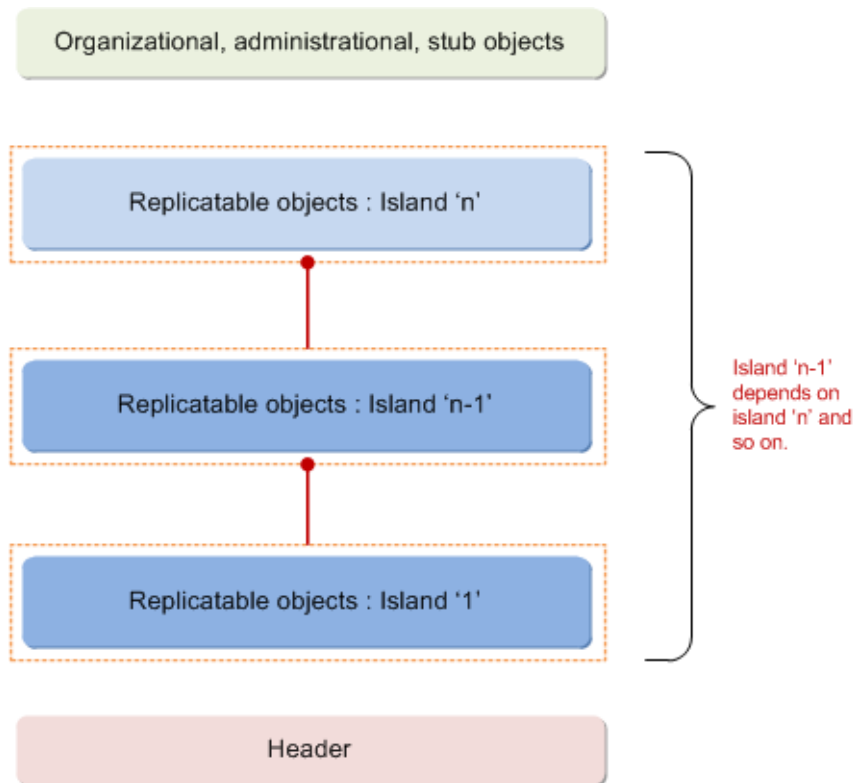 Organizational, administrational, stub objects
Replicatable objects : Island ‘n’
Replicatable objects : Island ‘n-1’
Island ‘n-1’
depends on
island ‘n’ and
so on.
Replicatable objects : Island ‘1’
Header